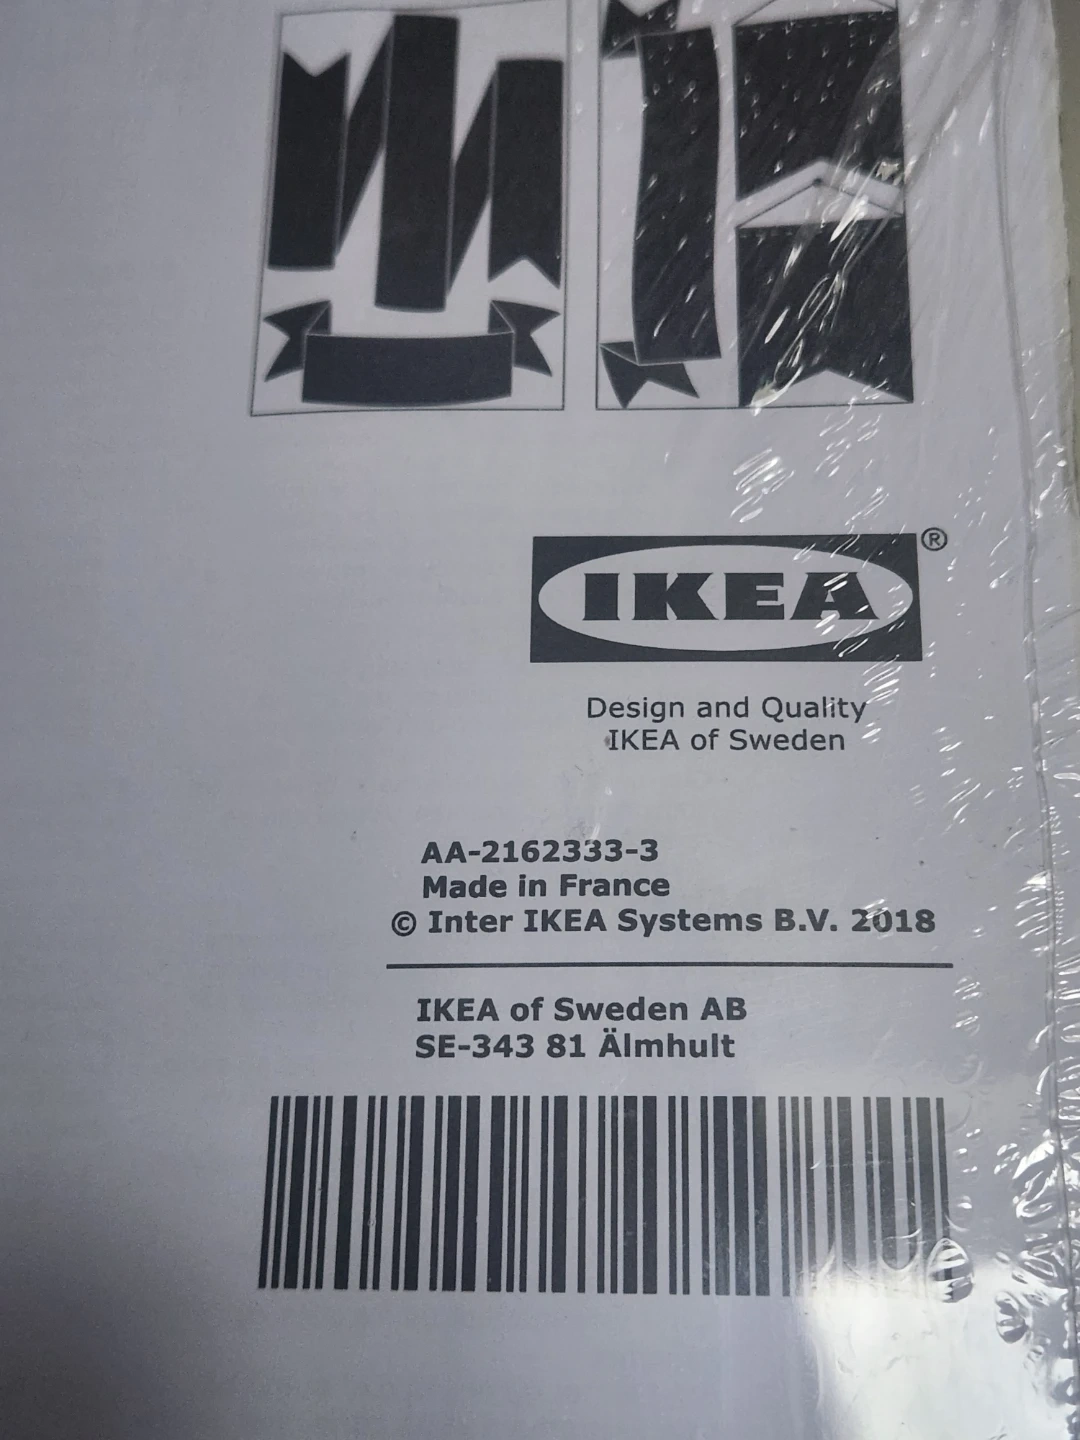 IKEA®
Design and Quality
IKEA of Sweden
AA-2162333-3
Made in France
© Inter IKEA Systems B.V. 2018
IKEA of Sweden AB
SE-343 81 Älmhult